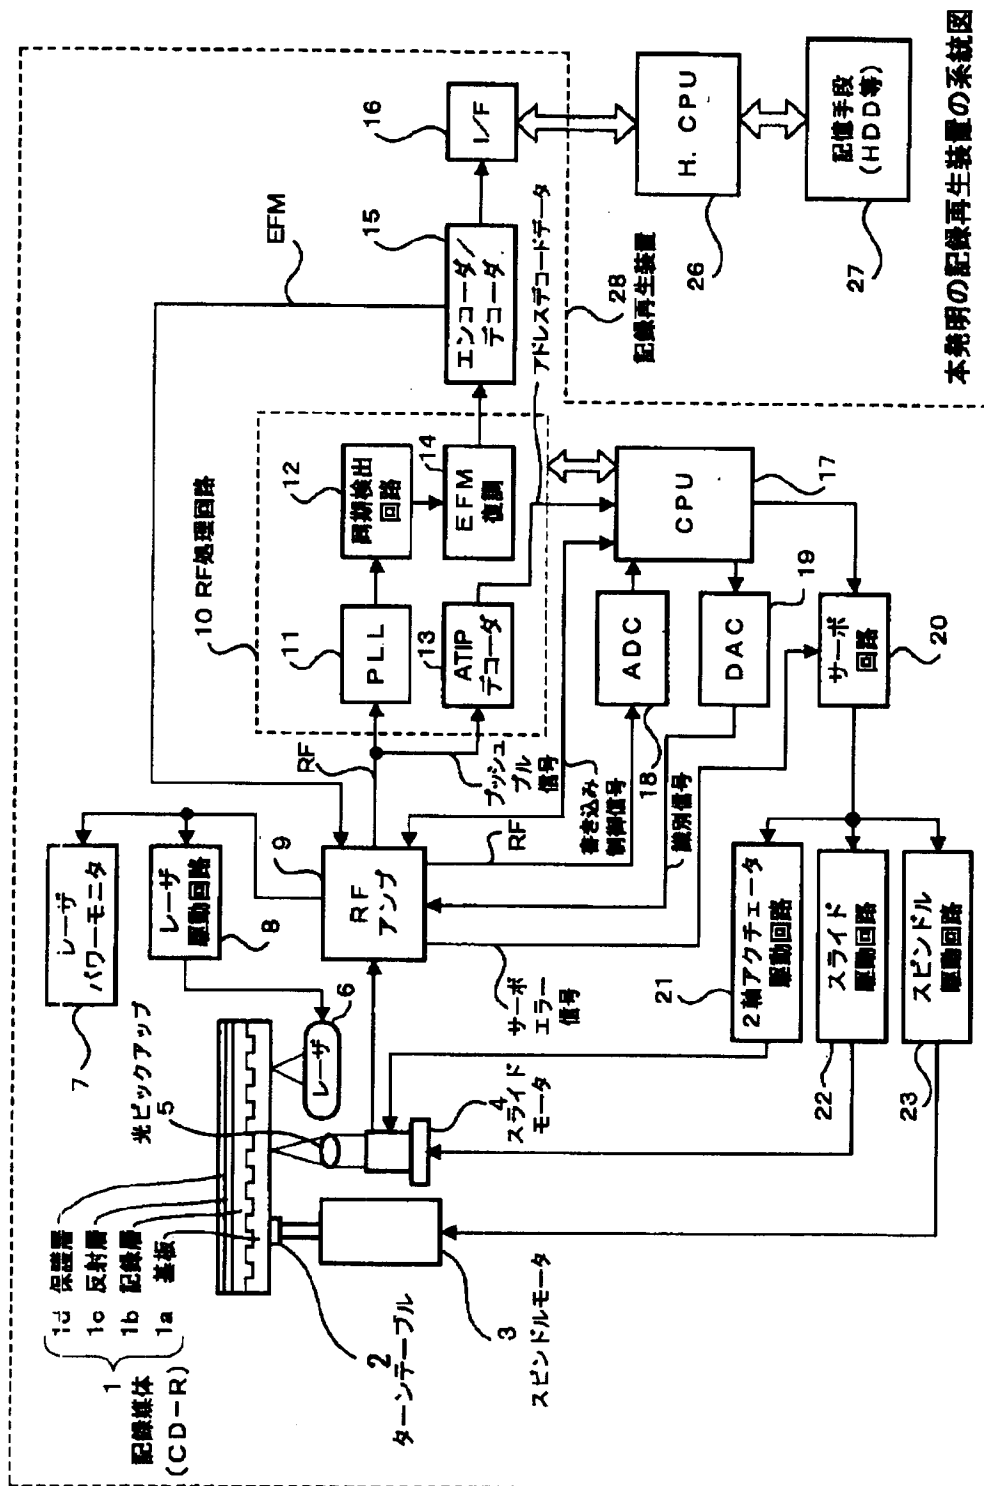 記録媒体
(CD-R)
1
1d 保護層
1c 反射層
1b 記録層
1a 基板
2
ターンテーブル
3
スピンドルモータ
光ピックアップ
5
4
スライド
モータ
レーザ
6
7
レーザ
パワーモニタ
レーザ
駆動回路
8
9
RF
アンプ
サーボ
エラー
信号
RF
RF
プッシュ
プル
信号
書き込み
制御信号
識別信号
10 RF処理回路
11
PLL
12
同期検出
回路
13
ATIP
デコーダ
14
EFM
復調
EFM
15
エンコーダ/
デコーダ
16
I/F
アドレスデコードデータ
28
記録再生装置
17
CPU
18
ADC
19
DAC
20
サーボ
回路
21
2軸アクチェータ
駆動回路
22
スライド
駆動回路
23
スピンドル
駆動回路
26
H. CPU
27
記憶手段
(HDD等)
本発明の記録再生装置の系統図